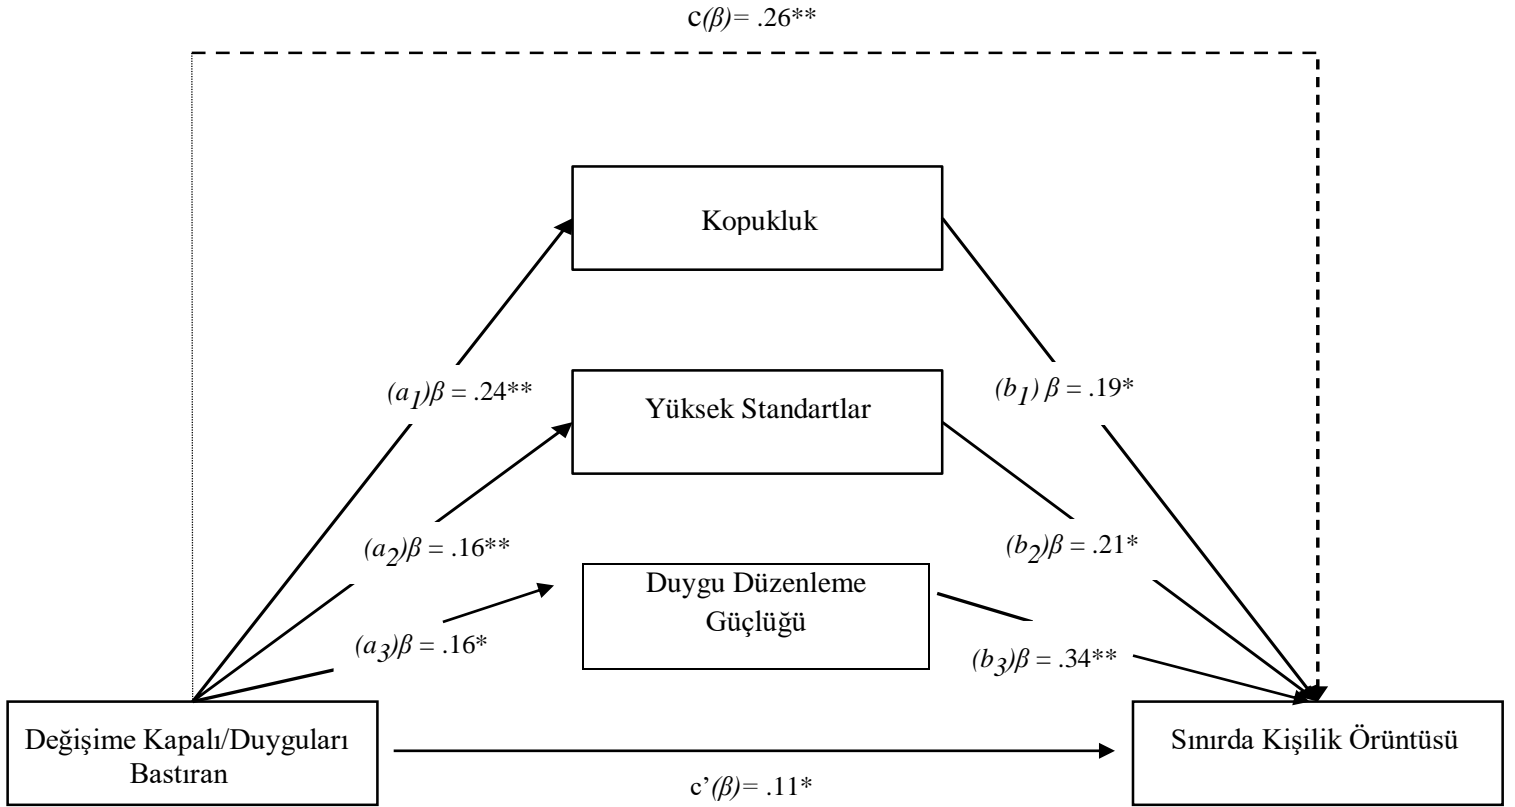 c(β)= .26**
Kopukluk
(a1)β = .24**
(b1) β = .19*
Yüksek Standartlar
(a2)β = .16**
(b2)β = .21*
Duygu Düzenleme
Güçlüğü
(a3)β = .16*
(b3)β = .34**
Değişime Kapalı/Duyguları
Bastıran
Sınırda Kişilik Örüntüsü
c’(β)= .11*